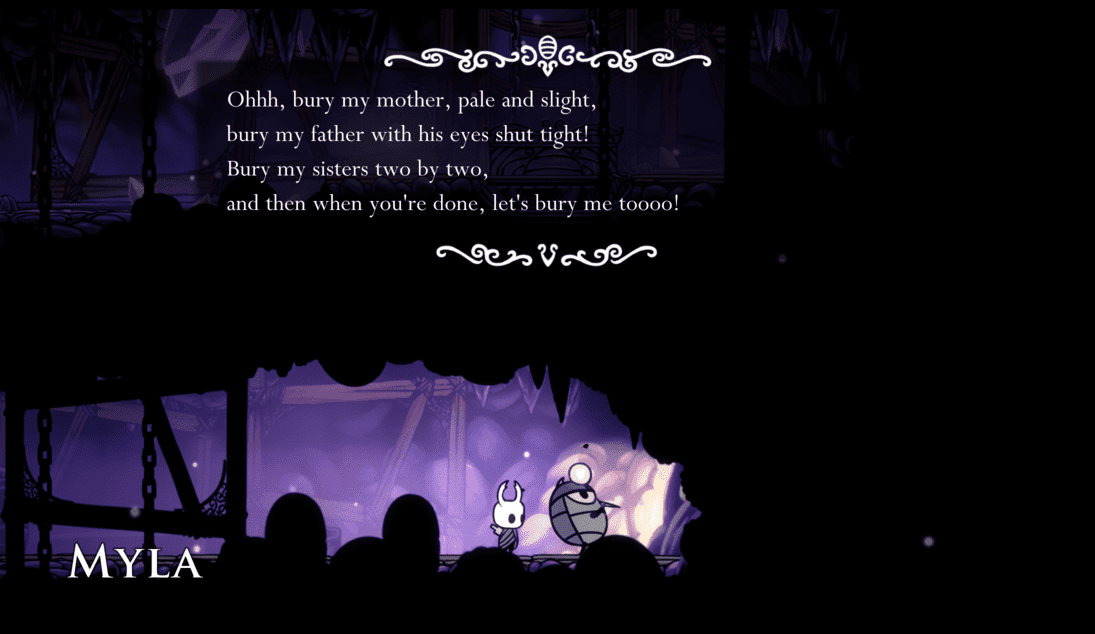 Ohhh, bury my mother, pale and slight,
bury my father with his eyes shut tight!
Bury my sisters two by two,
and then when you're done, let's bury me toooo!
Myla